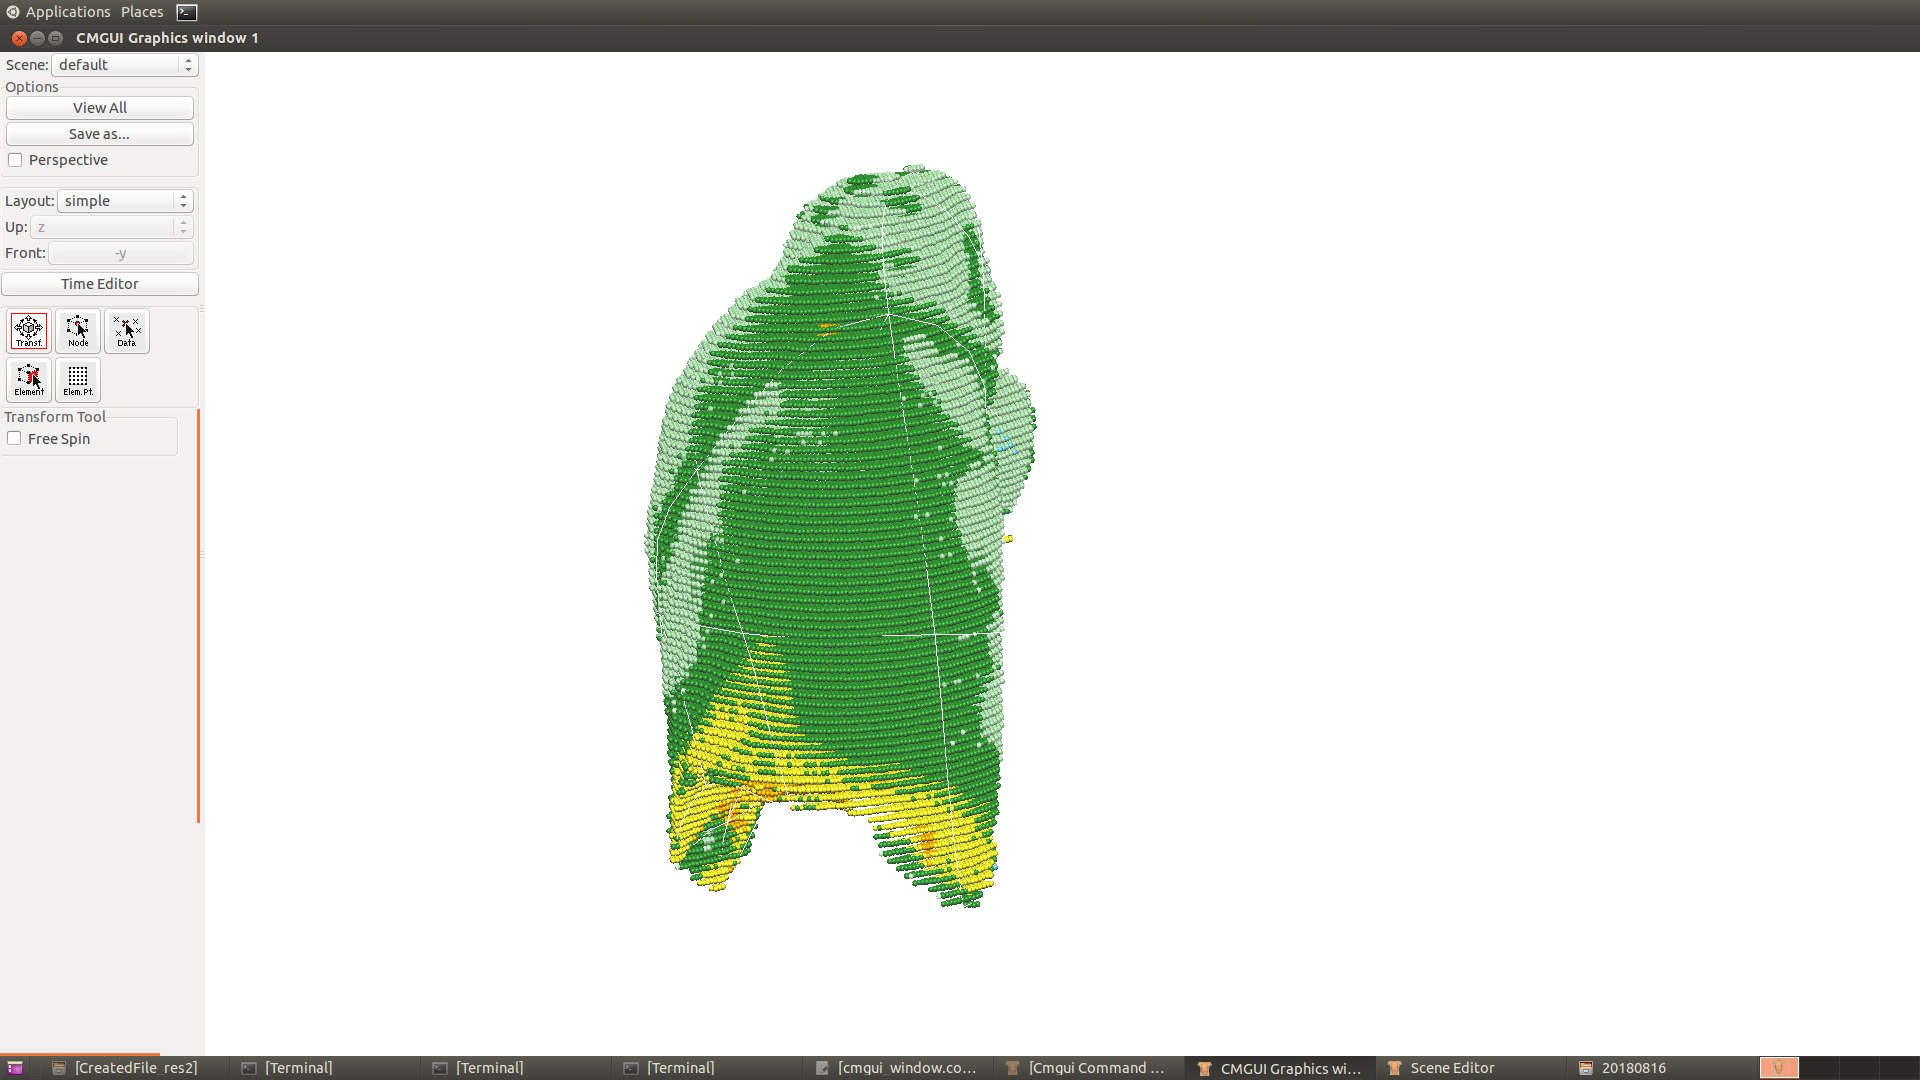 Applications Places
CMGUI Graphics window 1
Scene: default
Options
View All
Save as...
Perspective
Layout: simple
Up: z
Front: -y
Time Editor
Transf. Node Data
Element Elem.Pt.
Transform Tool
Free Spin
[CreatedFile_res2] [Terminal] [Terminal] [Terminal] [cmgui_window.co... [Cmgui Command ... CMGUI Graphics wi... Scene Editor 20180816